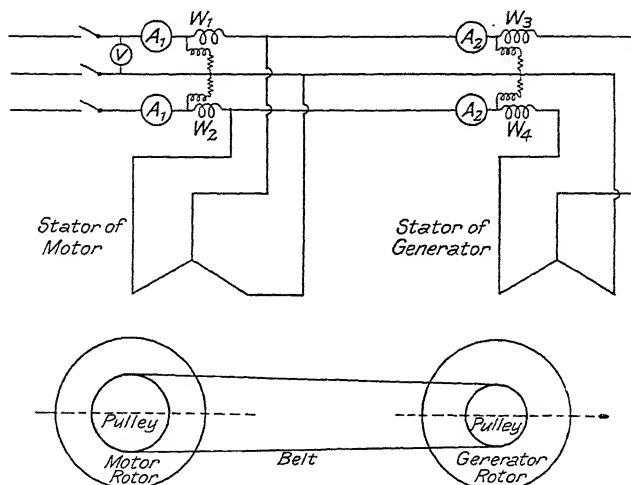 W1
W3
A1
A2
V
A1
A2
W2
W4
Stator of
Motor
Stator of
Generator
Pulley
Pulley
Motor
Rotor
Belt
Gererator
Rotor